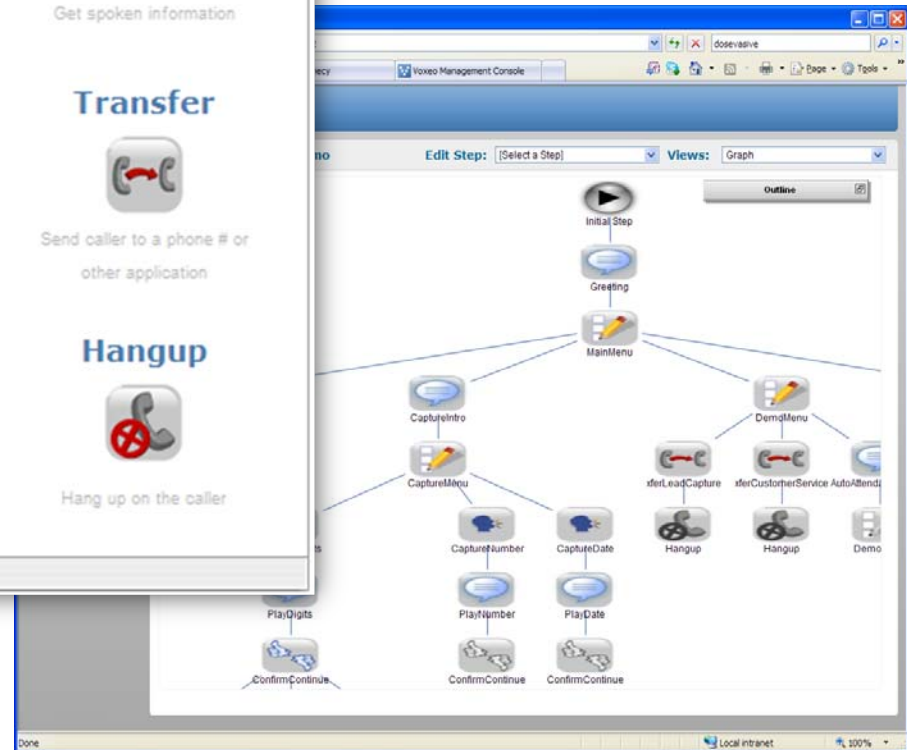 Get spoken information
Transfer
Send caller to a phone # or
other application
Hangup
Hang up on the caller
dosevasive
Voxeo Management Console
Page
Tools
Edit Step: [Select a Step]
Views: Graph
Outline
Initial Step
Greeting
MainMenu
CaptureIntro
DemoMenu
CaptureMenu
xferLeadCapture
xferCustomerService
CaptureNumber
CaptureDate
Hangup
Hangup
Demo
PlayDigits
PlayNumber
PlayDate
ConfirmContinue
ConfirmContinue
ConfirmContinue
Done
Local intranet
100%